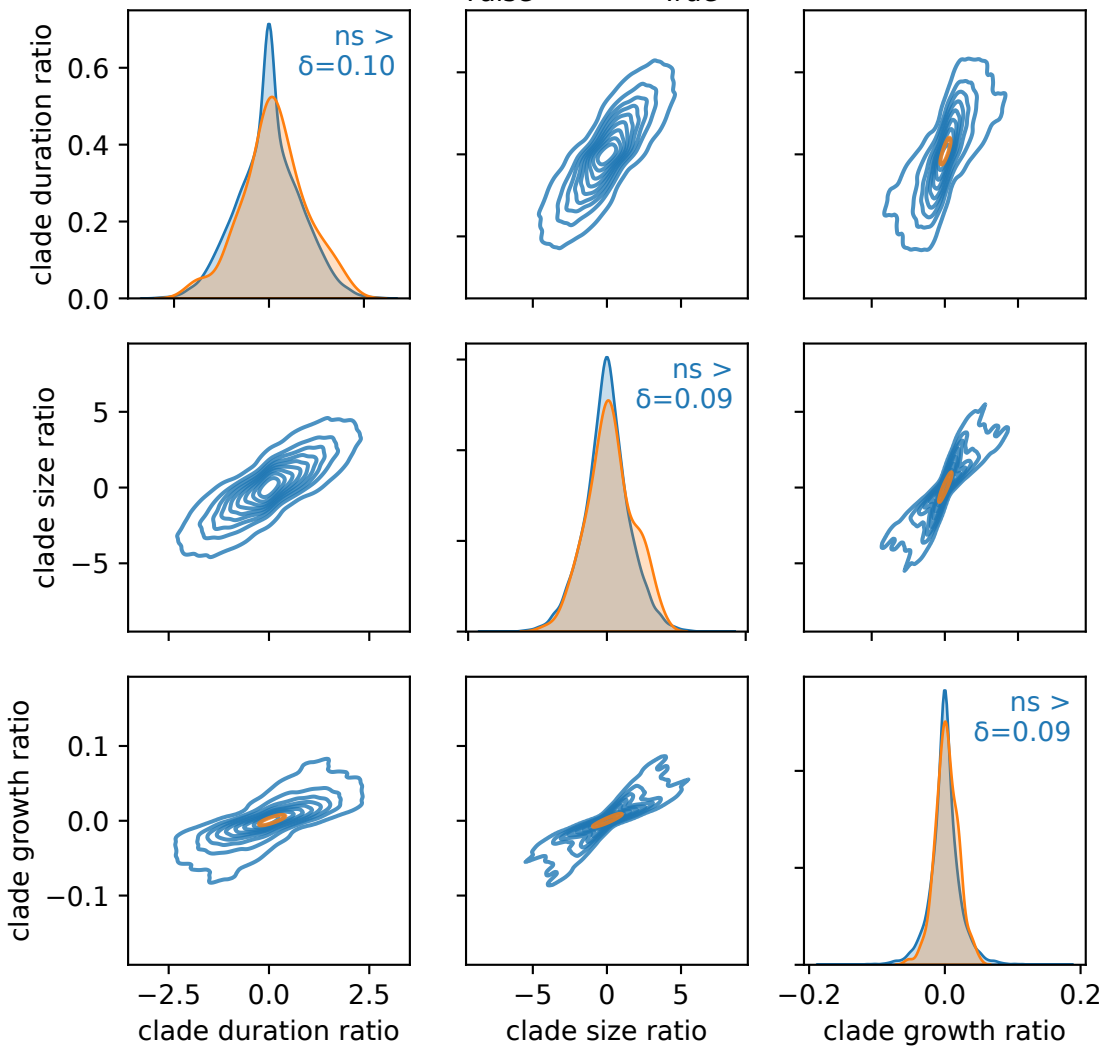 clade duration ratio
0.6
0.4
0.2
0.0
ns >
δ=0.10
−5
0
5
clade size ratio
5
0
−5
ns >
δ=0.09
clade growth ratio
0.1
0.0
−0.1
ns >
δ=0.09
−2.5
0.0
2.5
−5
0
5
−0.2
0.0
0.2
clade duration ratio
clade size ratio
clade growth ratio